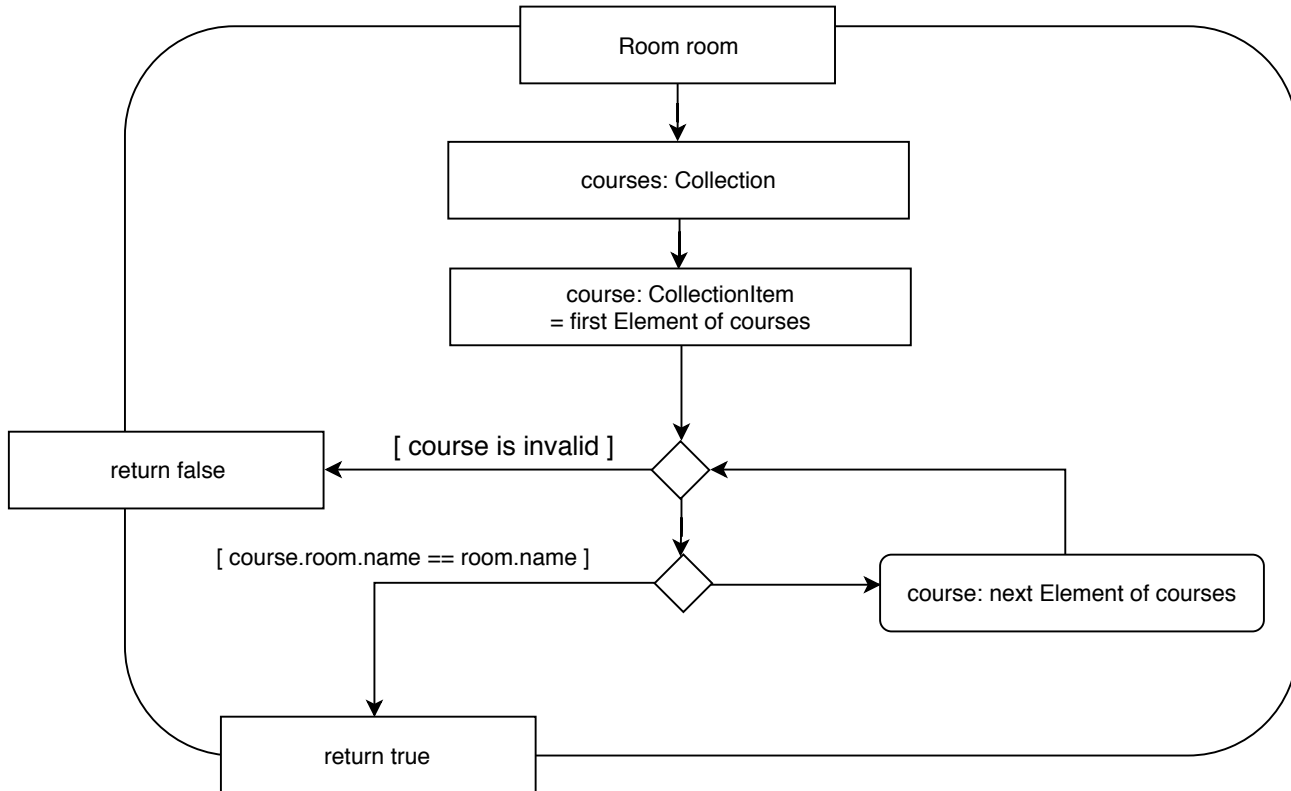 Room room
courses: Collection
course: CollectionItem
= first Element of courses
[ course is invalid ]
return false
[ course.room.name == room.name ]
course: next Element of courses
return true